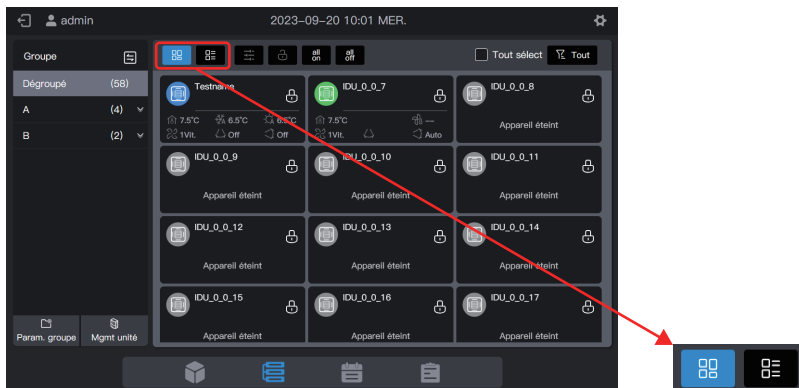 admin
2023-09-20 10:01 MER.
Groupe
all on
all off
Tout sélect
Tout
Dégroupé (58)
A (4)
B (2)
Testname
7.5°C 6.5°C 6.5°C
1Vit. Off Off
IDU_0_0_7
7.5°C --
1Vit. Auto
IDU_0_0_8
Appareil éteint
IDU_0_0_9
Appareil éteint
IDU_0_0_10
Appareil éteint
IDU_0_0_11
Appareil éteint
IDU_0_0_12
Appareil éteint
IDU_0_0_13
Appareil éteint
IDU_0_0_14
Appareil éteint
IDU_0_0_15
Appareil éteint
IDU_0_0_16
Appareil éteint
IDU_0_0_17
Appareil éteint
Param. groupe
Mgmt unité